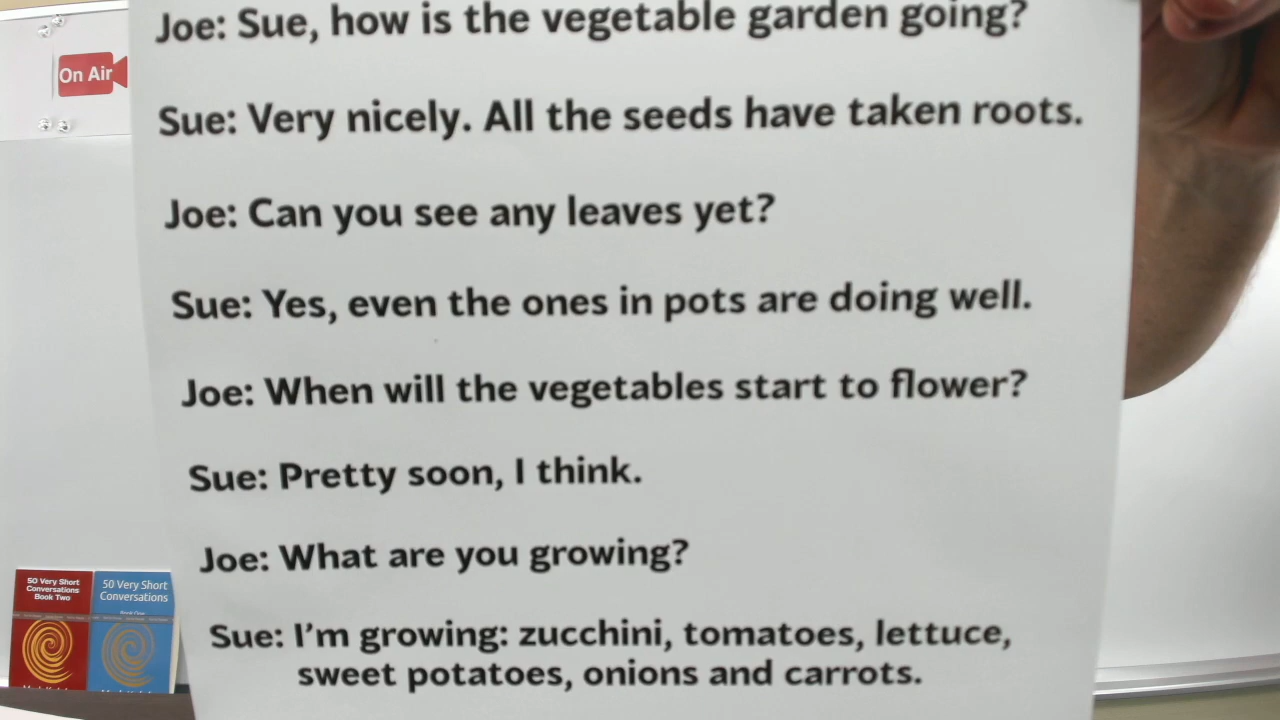 Joe: Sue, how is the vegetable garden going?
On Air
Sue: Very nicely. All the seeds have taken roots.
Joe: Can you see any leaves yet?
Sue: Yes, even the ones in pots are doing well.
Joe: When will the vegetables start to flower?
Sue: Pretty soon, I think.
Joe: What are you growing?
Sue: I'm growing: zucchini, tomatoes, lettuce,
sweet potatoes, onions and carrots.
50 Very Short
Conversations
Book Two
50 Very Short
Conversations
Book One